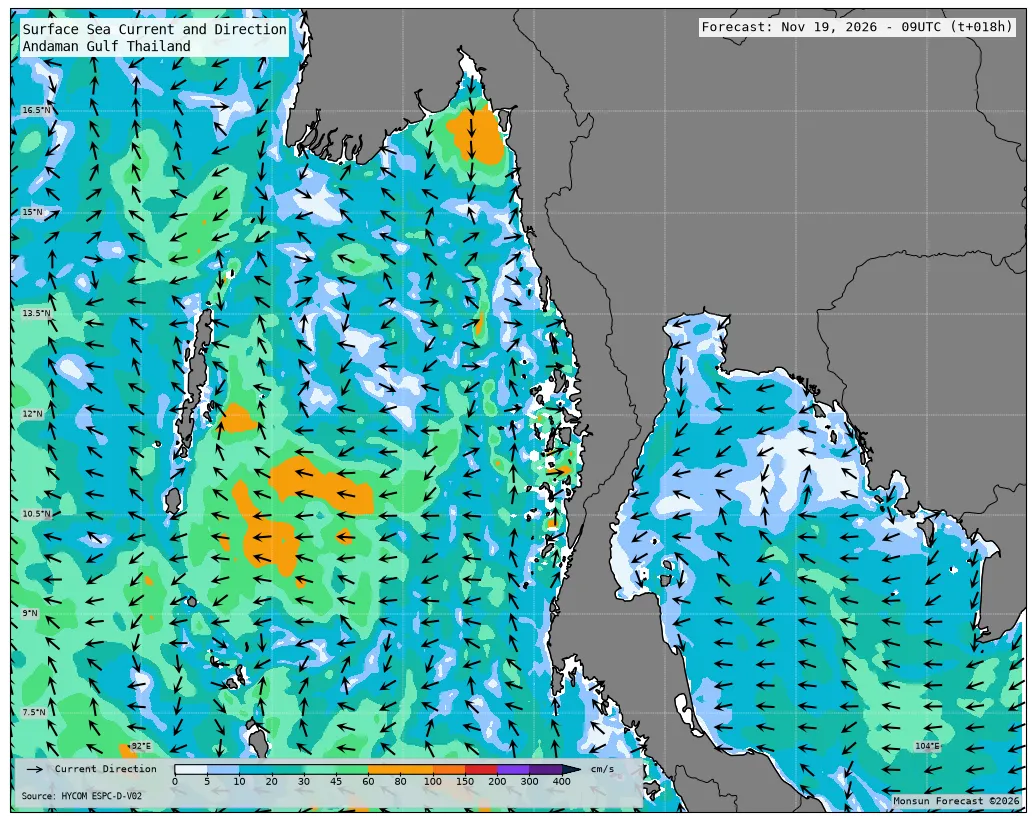 Surface Sea Current and Direction
Andaman Gulf Thailand
Forecast: Nov 19, 2026 - 09UTC (t+018h)
16.5°N
15°N
13.5°N
12°N
10.5°N
9°N
7.5°N
92°E
104°E
Current Direction
0 5 10 20 30 45 60 80 100 150 200 300 400 cm/s
Source: HYCOM ESPC-D-V02
Monsun Forecast ©2026